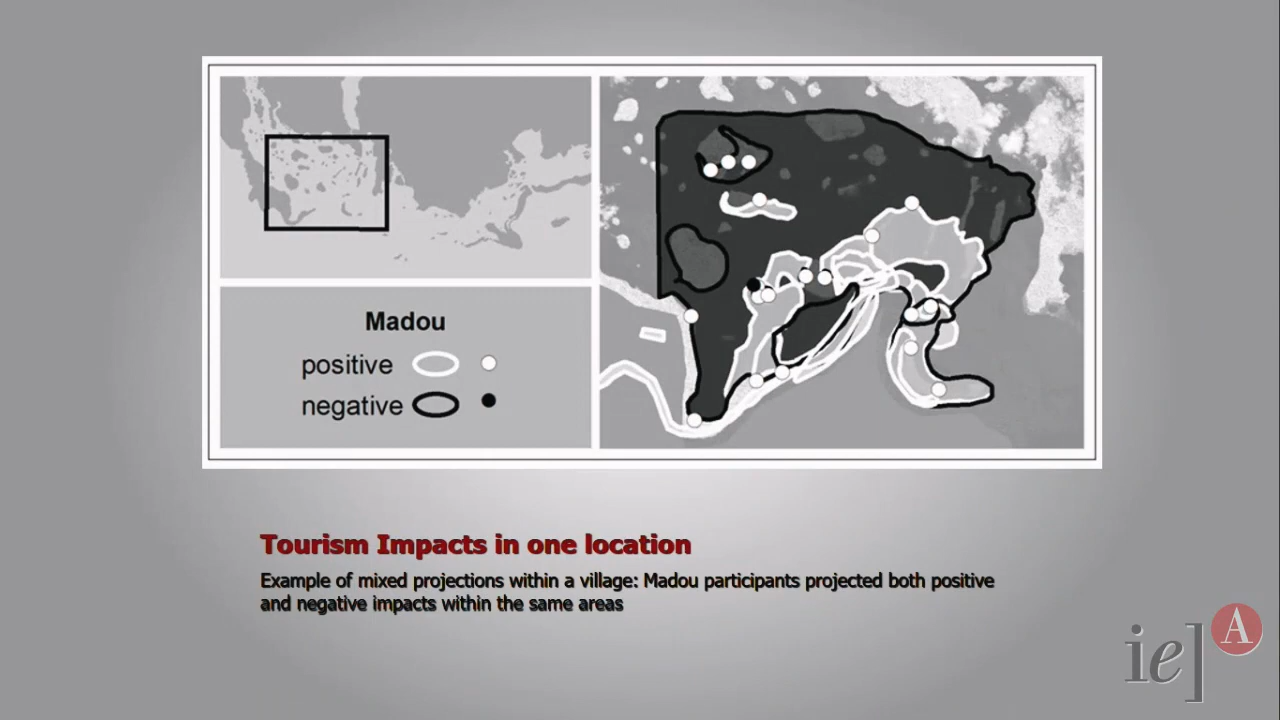 Madou
positive
negative
Tourism Impacts in one location
Example of mixed projections within a village: Madou participants projected both positive
and negative impacts within the same areas
ie] A